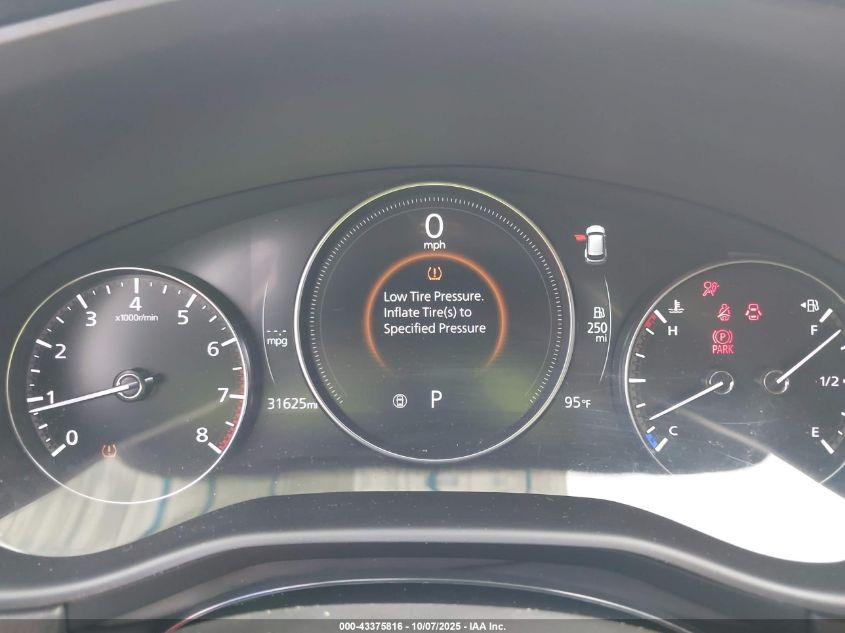 0
mph
Low Tire Pressure.
Inflate Tire(s) to
Specified Pressure
P
0
1
2
3
4
5
6
7
8
x1000r/min
-.-
mpg
31625mi
250
mi
95°F
H
C
PARK
P
F
1/2
E
000-43375816 - 10/07/2025 - IAA Inc.